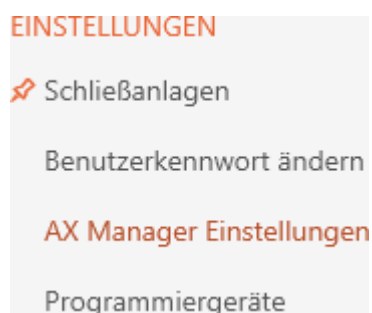 EINSTELLUNGEN
Schließanlagen
Benutzerkennwort ändern
AX Manager Einstellungen
Programmiergeräte